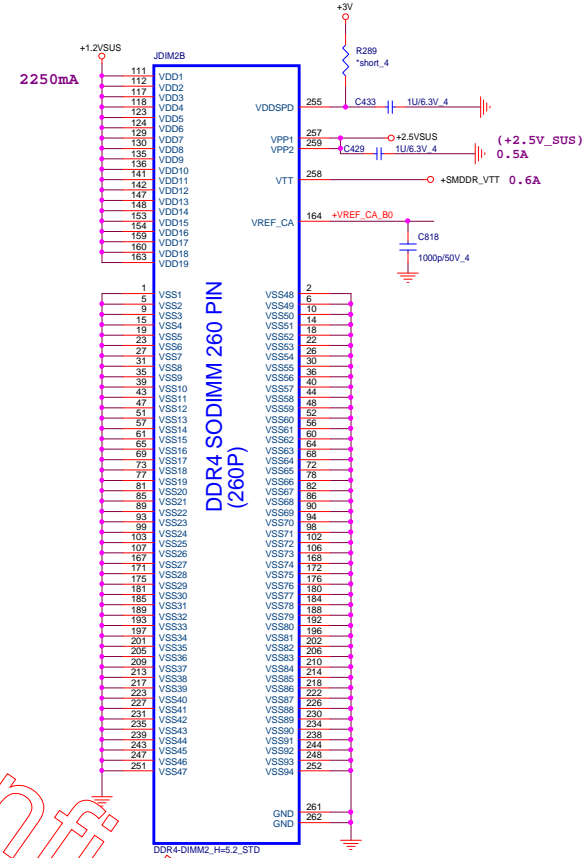 +3V
+1.2VSUS
JDIM2B
R289
*short_4
2250mA
111 VDD1
112 VDD2
117 VDD3
118 VDD4
123 VDD5
124 VDD6
129 VDD7
130 VDD8
135 VDD9
136 VDD10
141 VDD11
142 VDD12
147 VDD13
148 VDD14
153 VDD15
154 VDD16
159 VDD17
160 VDD18
163 VDD19
VDDSPD 255 C433 1U/6.3V_4
VPP1 257 +2.5VSUS (+2.5V_SUS)
VPP2 259 C429 1U/6.3V_4 0.5A
VTT 258 +SMDDR_VTT 0.6A
VREF_CA 164 +VREF_CA_B0
C818
1000p/50V_4
DDR4 SODIMM 260 PIN
(260P)
1 VSS1 VSS48 2
5 VSS2 VSS49 6
9 VSS3 VSS50 10
15 VSS4 VSS51 14
19 VSS5 VSS52 18
23 VSS6 VSS53 22
27 VSS7 VSS54 26
31 VSS8 VSS55 30
35 VSS9 VSS56 36
39 VSS10 VSS57 40
43 VSS11 VSS58 44
47 VSS12 VSS59 48
51 VSS13 VSS60 52
57 VSS14 VSS61 56
61 VSS15 VSS62 60
65 VSS16 VSS63 64
69 VSS17 VSS64 68
73 VSS18 VSS65 72
77 VSS19 VSS66 78
81 VSS20 VSS67 82
85 VSS21 VSS68 86
89 VSS22 VSS69 90
93 VSS23 VSS70 94
99 VSS24 VSS71 98
103 VSS25 VSS72 102
107 VSS26 VSS73 106
167 VSS27 VSS74 168
171 VSS28 VSS75 172
175 VSS29 VSS76 176
181 VSS30 VSS77 180
185 VSS31 VSS78 184
189 VSS32 VSS79 188
193 VSS33 VSS80 192
197 VSS34 VSS81 196
201 VSS35 VSS82 202
205 VSS36 VSS83 206
209 VSS37 VSS84 210
213 VSS38 VSS85 214
217 VSS39 VSS86 218
223 VSS40 VSS87 222
227 VSS41 VSS88 226
231 VSS42 VSS89 230
235 VSS43 VSS90 234
239 VSS44 VSS91 238
243 VSS45 VSS92 244
247 VSS46 VSS93 248
251 VSS47 VSS94 252
GND 261
GND 262
DDR4-DIMM2_H=5.2_STD